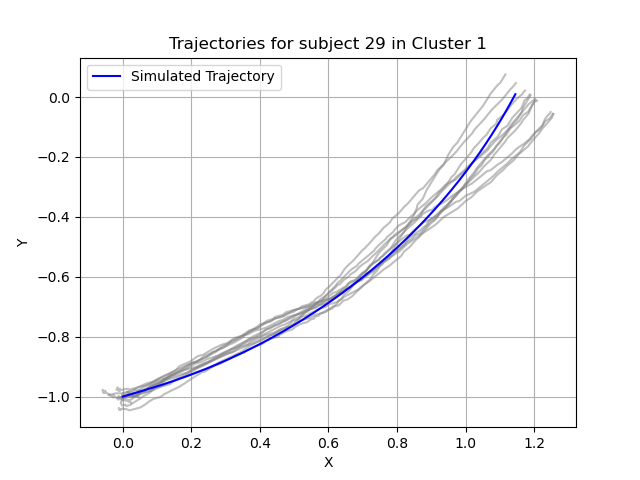 Trajectories for subject 29 in Cluster 1
Simulated Trajectory
0.0
−0.2
−0.4
−0.6
−0.8
−1.0
Y
0.0 0.2 0.4 0.6 0.8 1.0 1.2
X